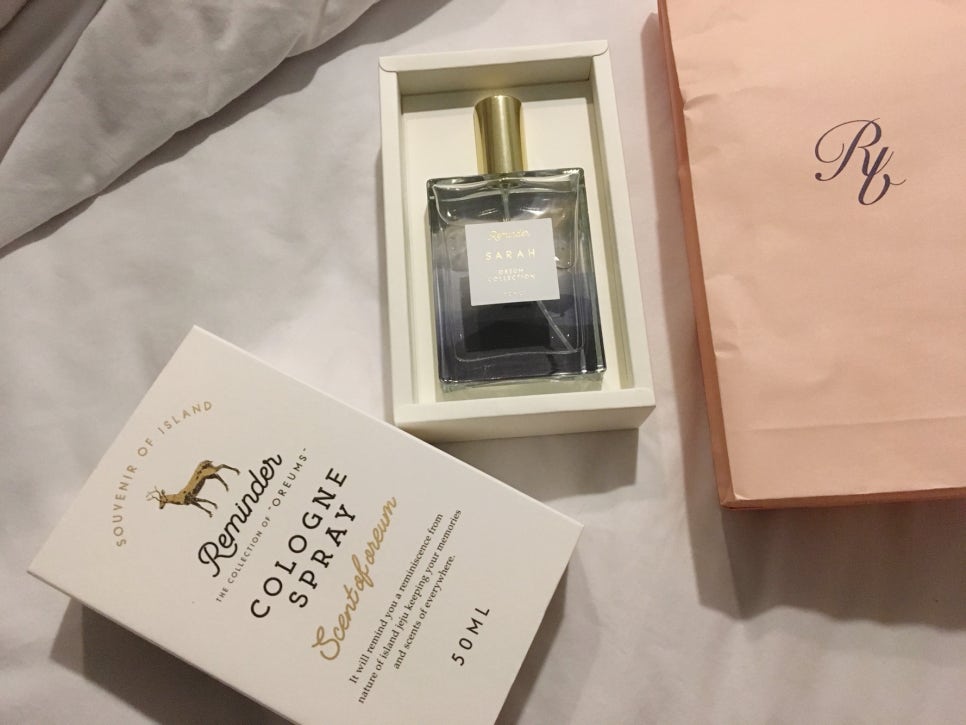 Reminder
SARAH
OREUM
COLLECTION
Rb
SOUVENIR OF ISLAND
Reminder
THE COLLECTION OF "OREUMS"
COLOGNE
SPRAY
Scent of oreum
It will remind you a reminiscence from
nature of island jeju keeping your memories
and scents of everywhere.
50ML